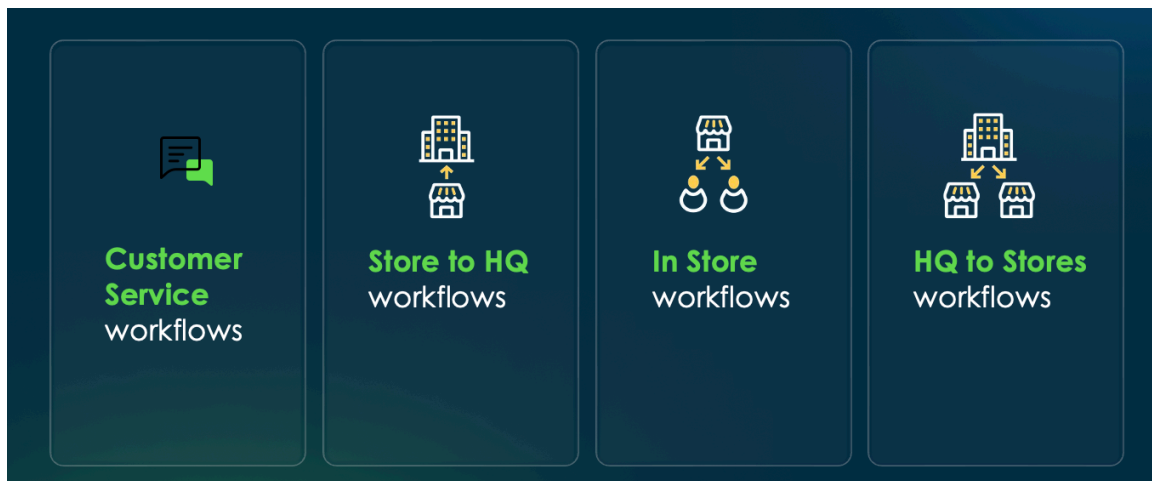 Customer
Service
workflows
Store to HQ
workflows
In Store
workflows
HQ to Stores
workflows